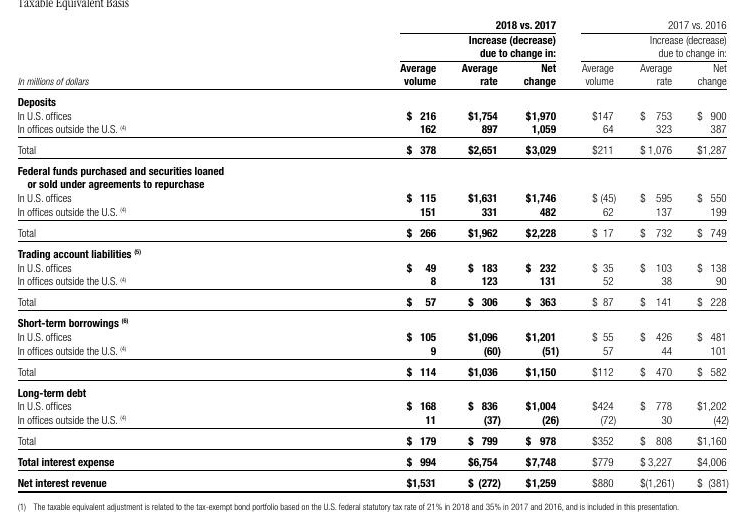 Taxable Equivalent Basis
2018 vs. 2017 2017 vs. 2016
Increase (decrease) due to change in: Increase (decrease) due to change in:
In millions of dollars Average volume Average rate Net change Average volume Average rate Net change
Deposits
In U.S. offices $ 216 $1,754 $1,970 $147 $ 753 $ 900
In offices outside the U.S. (4) 162 897 1,059 64 323 387
Total $ 378 $2,651 $3,029 $211 $ 1,076 $1,287
Federal funds purchased and securities loaned
or sold under agreements to repurchase
In U.S. offices $ 115 $1,631 $1,746 $ (45) $ 595 $ 550
In offices outside the U.S. (4) 151 331 482 62 137 199
Total $ 266 $1,962 $2,228 $ 17 $ 732 $ 749
Trading account liabilities (5)
In U.S. offices $ 49 $ 183 $ 232 $ 35 $ 103 $ 138
In offices outside the U.S. (4) 8 123 131 52 38 90
Total $ 57 $ 306 $ 363 $ 87 $ 141 $ 228
Short-term borrowings (6)
In U.S. offices $ 105 $1,096 $1,201 $ 55 $ 426 $ 481
In offices outside the U.S. (4) 9 (60) (51) 57 44 101
Total $ 114 $1,036 $1,150 $112 $ 470 $ 582
Long-term debt
In U.S. offices $ 168 $ 836 $1,004 $424 $ 778 $1,202
In offices outside the U.S. (4) 11 (37) (26) (72) 30 (42)
Total $ 179 $ 799 $ 978 $352 $ 808 $1,160
Total interest expense $ 994 $6,754 $7,748 $779 $ 3,227 $4,006
Net interest revenue $1,531 $ (272) $1,259 $880 $(1,261) $ (381)
(1) The taxable equivalent adjustment is related to the tax-exempt bond portfolio based on the U.S. federal statutory tax rate of 21% in 2018 and 35% in 2017 and 2016, and is included in this presentation.